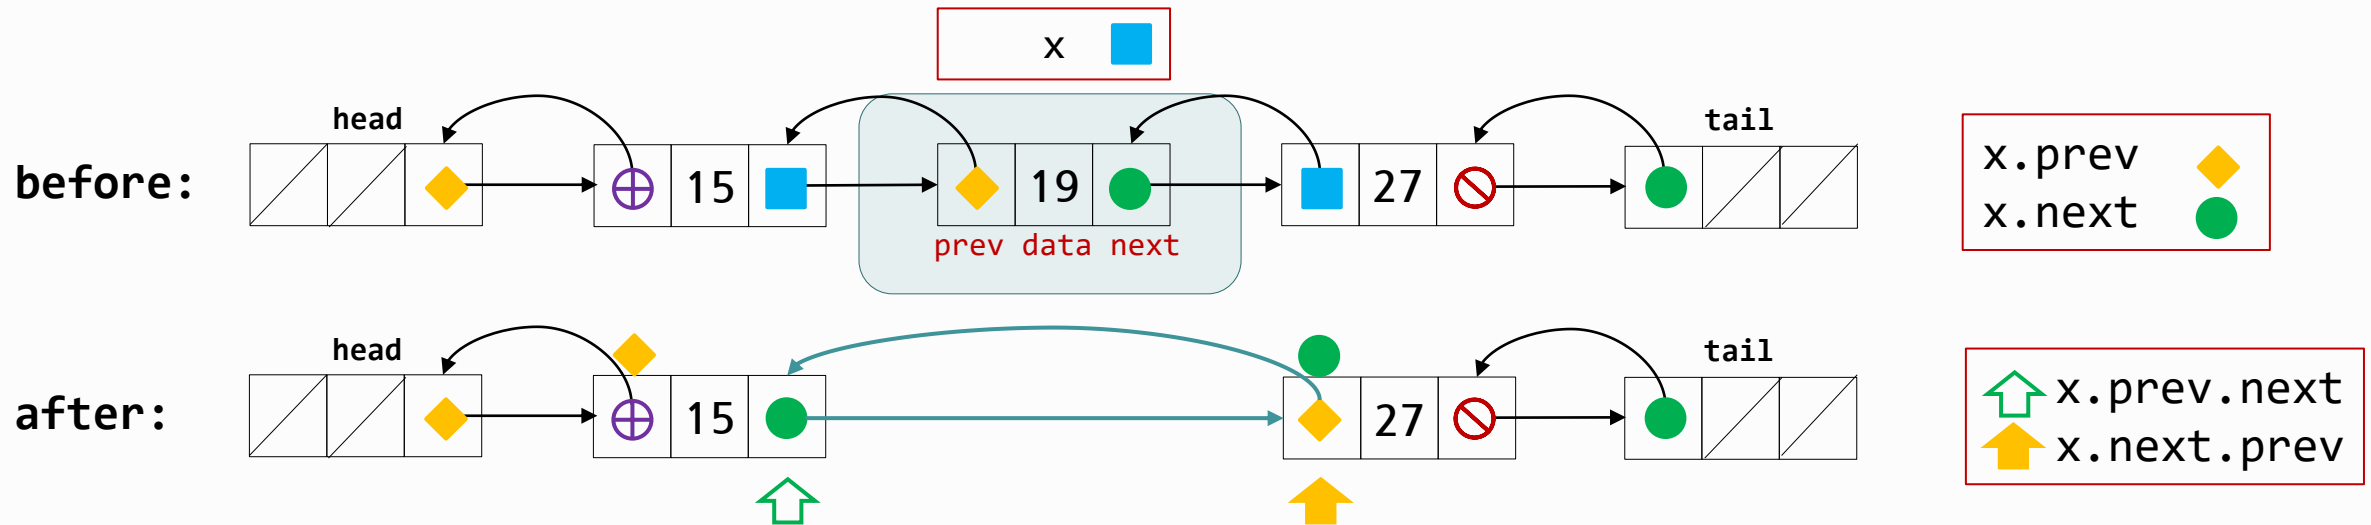 x
head
tail
before:
15
19
27
prev data next
x.prev
x.next
head
tail
after:
15
27
x.prev.next
x.next.prev